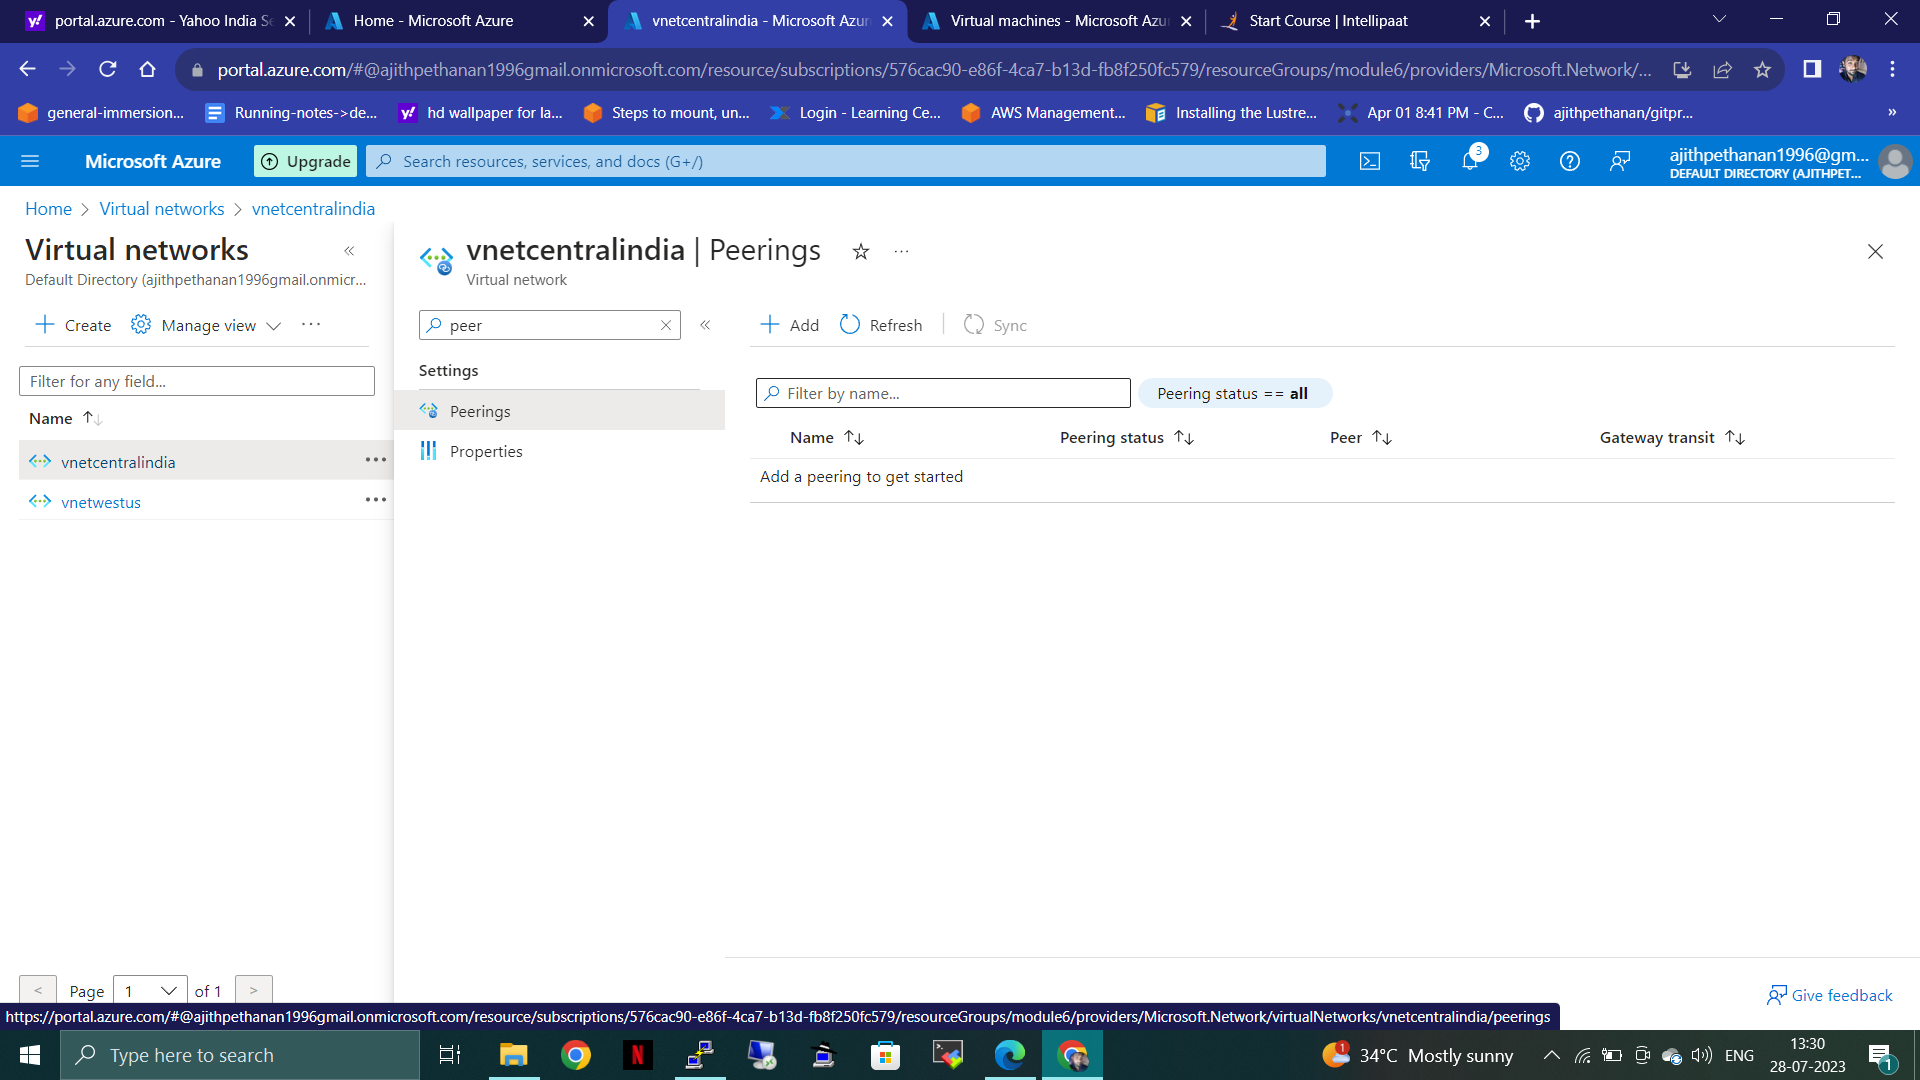 portal.azure.com - Yahoo India Se
Home - Microsoft Azure
vnetcentralindia - Microsoft Azur
Virtual machines - Microsoft Azur
Start Course | Intellipaat
portal.azure.com/#@ajithpethanan1996gmail.onmicrosoft.com/resource/subscriptions/576cac90-e86f-4ca7-b13d-fb8f250fc579/resourceGroups/module6/providers/Microsoft.Network/...
general-immersion...
Running-notes->de...
hd wallpaper for la...
Steps to mount, un...
Login - Learning Ce...
AWS Management...
Installing the Lustre...
Apr 01 8:41 PM - C...
ajithpethanan/gitpr...
»
Microsoft Azure
Upgrade
Search resources, services, and docs (G+/)
3
ajithpethanan1996@gm...
DEFAULT DIRECTORY (AJITHPET...
Home > Virtual networks > vnetcentralindia
Virtual networks
«
Default Directory (ajithpethanan1996gmail.onmicr...
Create
Manage view
...
Filter for any field...
Name
vnetcentralindia
...
vnetwestus
...
< Page 1 of 1 >
vnetcentralindia | Peerings
...
Virtual network
peer
«
Settings
Peerings
Properties
Add
Refresh
Sync
Filter by name...
Peering status == all
Name
Peering status
Peer
Gateway transit
Add a peering to get started
Give feedback
https://portal.azure.com/#@ajithpethanan1996gmail.onmicrosoft.com/resource/subscriptions/576cac90-e86f-4ca7-b13d-fb8f250fc579/resourceGroups/module6/providers/Microsoft.Network/virtualNetworks/vnetcentralindia/peerings
Type here to search
1
34°C Mostly sunny
ENG
13:30
28-07-2023
1